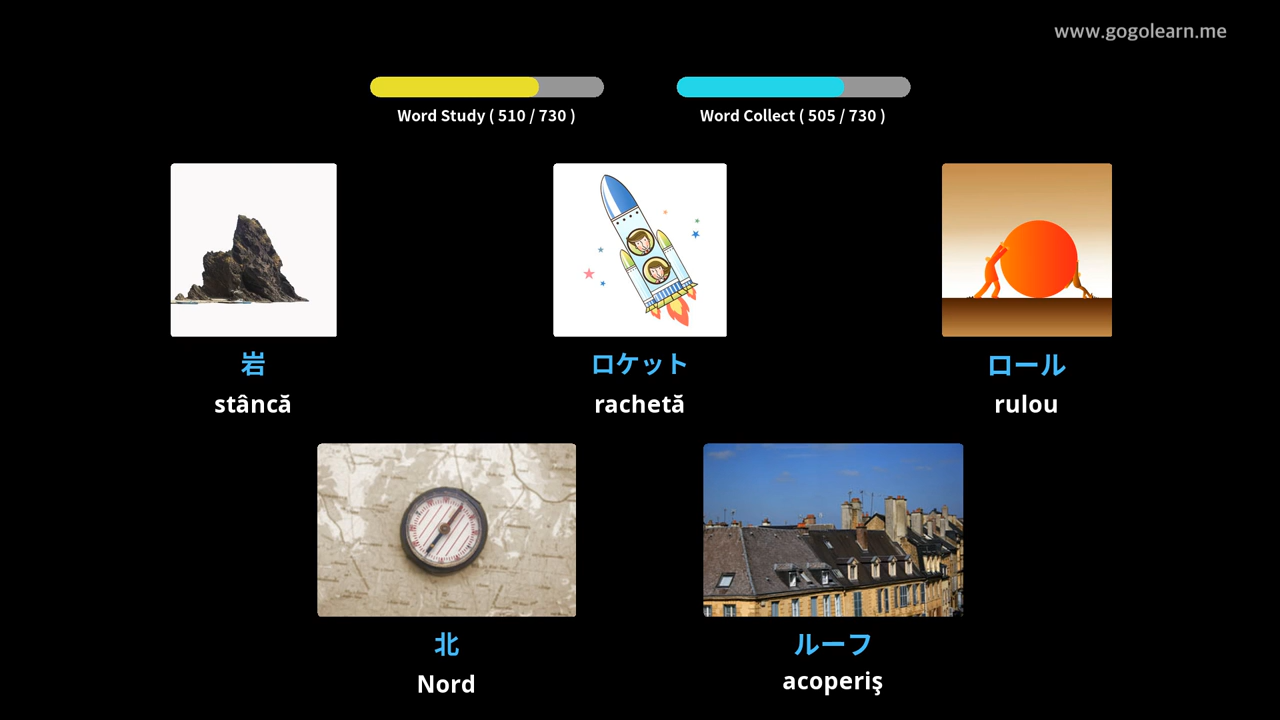 www.gogolearn.me
Word Study ( 510 / 730 )
Word Collect ( 505 / 730 )
岩
stâncă
ロケット
rachetă
ロール
rulou
北
Nord
ルーフ
acoperiş